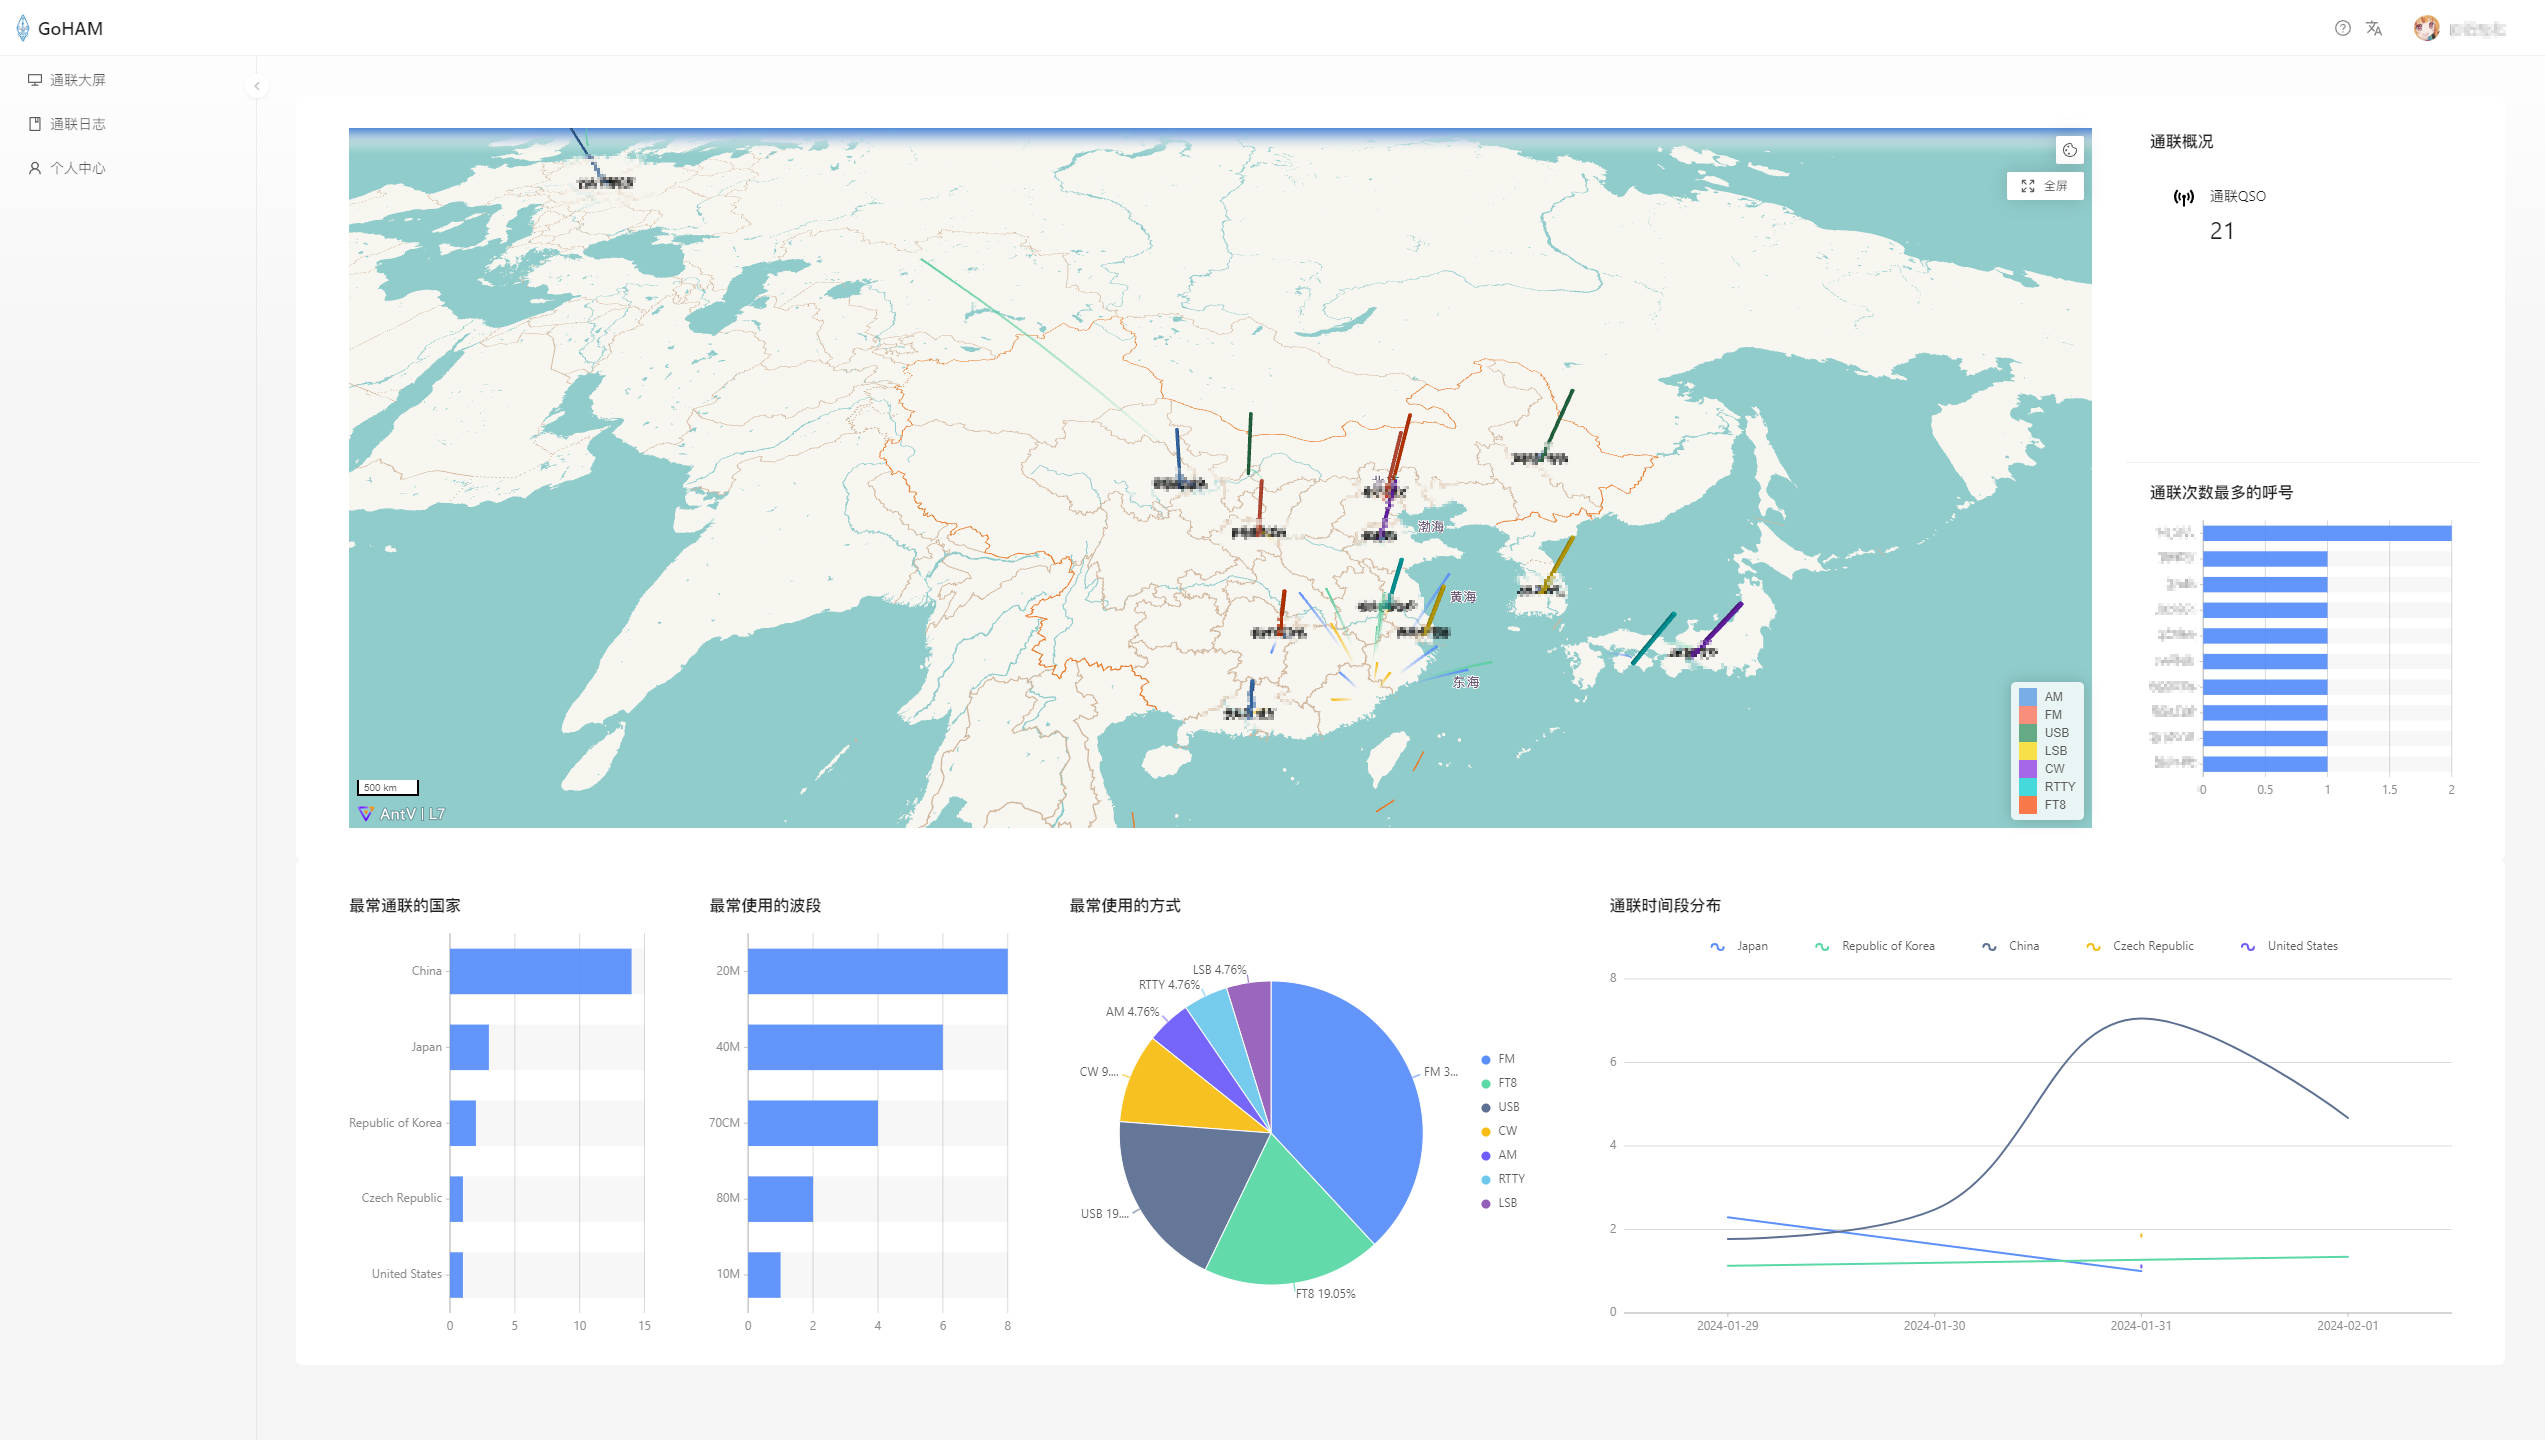 GoHAM
通联大屏
通联日志
个人中心
全屏
渤海
黄海
东海
AM
FM
USB
LSB
CW
RTTY
FT8
500 km
AntV | L7
通联概况
通联QSO
21
通联次数最多的呼号
0 0.5 1 1.5 2
最常通联的国家
China
Japan
Republic of Korea
Czech Republic
United States
0 5 10 15
最常使用的波段
20M
40M
70CM
80M
10M
0 2 4 6 8
最常使用的方式
LSB 4.76%
RTTY 4.76%
AM 4.76%
CW 9....
FM 3...
USB 19....
FT8 19.05%
FM
FT8
USB
CW
AM
RTTY
LSB
通联时间段分布
Japan Republic of Korea China Czech Republic United States
8
6
4
2
0
2024-01-29 2024-01-30 2024-01-31 2024-02-01